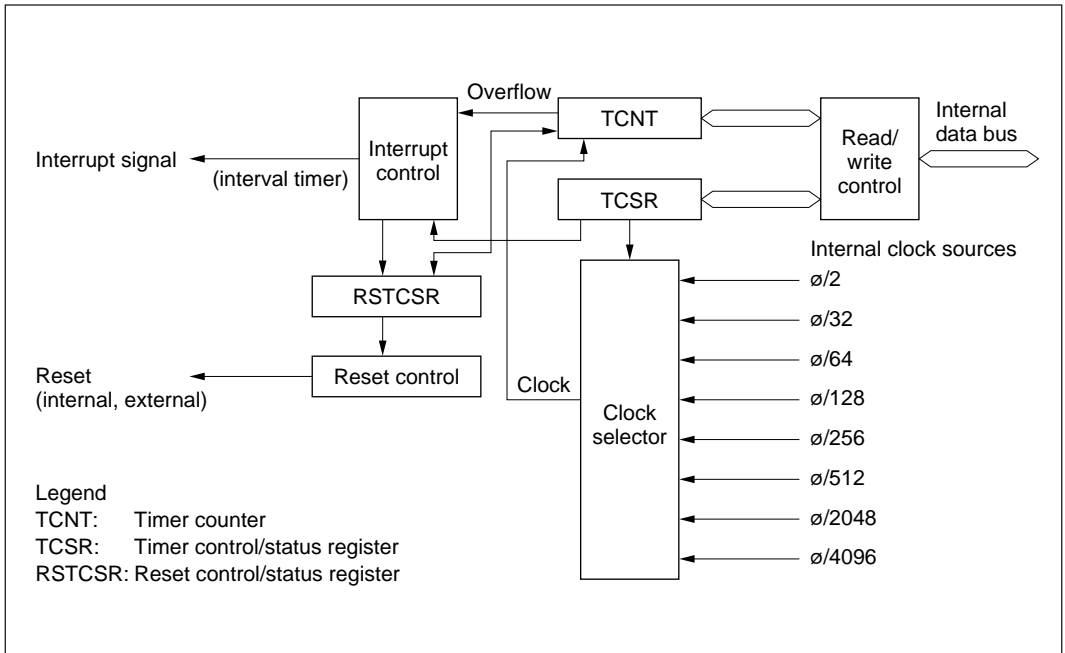 Overflow
TCNT
Internal
data bus
Read/
write
control
Interrupt
control
Interrupt signal
(interval timer)
TCSR
Internal clock sources
RSTCSR
Reset control
Reset
(internal, external)
Clock
Clock
selector
ø/2
ø/32
ø/64
ø/128
ø/256
ø/512
ø/2048
ø/4096
Legend
TCNT: Timer counter
TCSR: Timer control/status register
RSTCSR: Reset control/status register